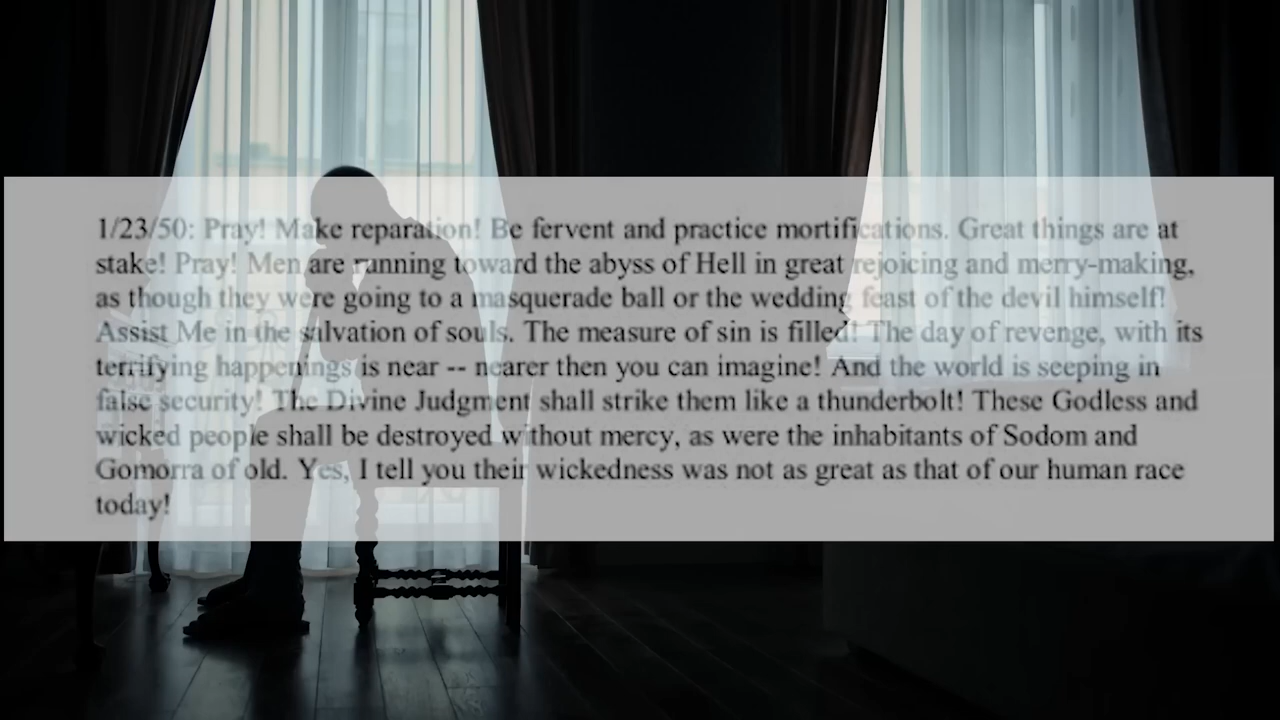 1/23/50: Pray! Make reparation! Be fervent and practice mortifications. Great things are at
stake! Pray! Men are running toward the abyss of Hell in great rejoicing and merry-making,
as though they were going to a masquerade ball or the wedding feast of the devil himself!
Assist Me in the salvation of souls. The measure of sin is filled! The day of revenge, with its
terrifying happenings is near -- nearer then you can imagine! And the world is seeping in
false security! The Divine Judgment shall strike them like a thunderbolt! These Godless and
wicked people shall be destroyed without mercy, as were the inhabitants of Sodom and
Gomorra of old. Yes, I tell you their wickedness was not as great as that of our human race
today!